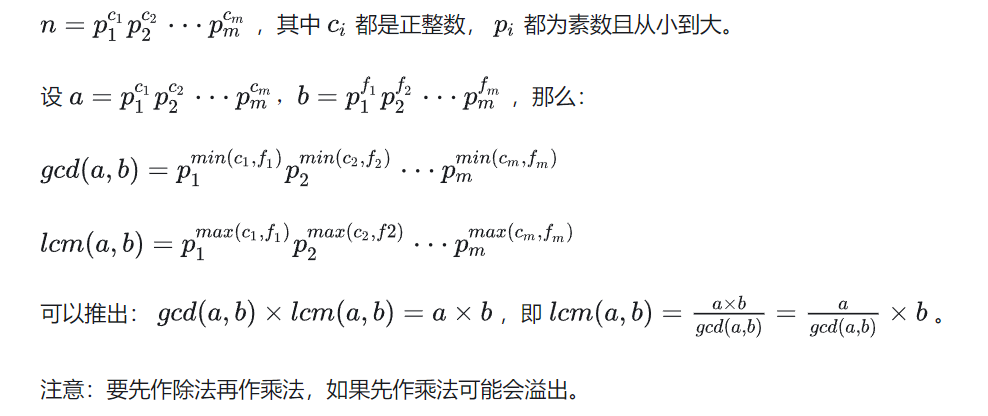 $n = p_1^{c_1} p_2^{c_2} \cdots p_m^{c_m}$ ，其中 $c_i$ 都是正整数， $p_i$ 都为素数且从小到大。
设 $a = p_1^{c_1} p_2^{c_2} \cdots p_m^{c_m}$，$b = p_1^{f_1} p_2^{f_2} \cdots p_m^{f_m}$ ，那么：
$gcd(a,b) = p_1^{min(c_1,f_1)} p_2^{min(c_2,f_2)} \cdots p_m^{min(c_m,f_m)}$
$lcm(a,b) = p_1^{max(c_1,f_1)} p_2^{max(c_2,f2)} \cdots p_m^{max(c_m,f_m)}$
可以推出： $gcd(a,b) \times lcm(a,b) = a \times b$ ，即 $lcm(a,b) = \frac{a \times b}{gcd(a,b)} = \frac{a}{gcd(a,b)} \times b$ 。
注意：要先作除法再作乘法，如果先作乘法可能会溢出。